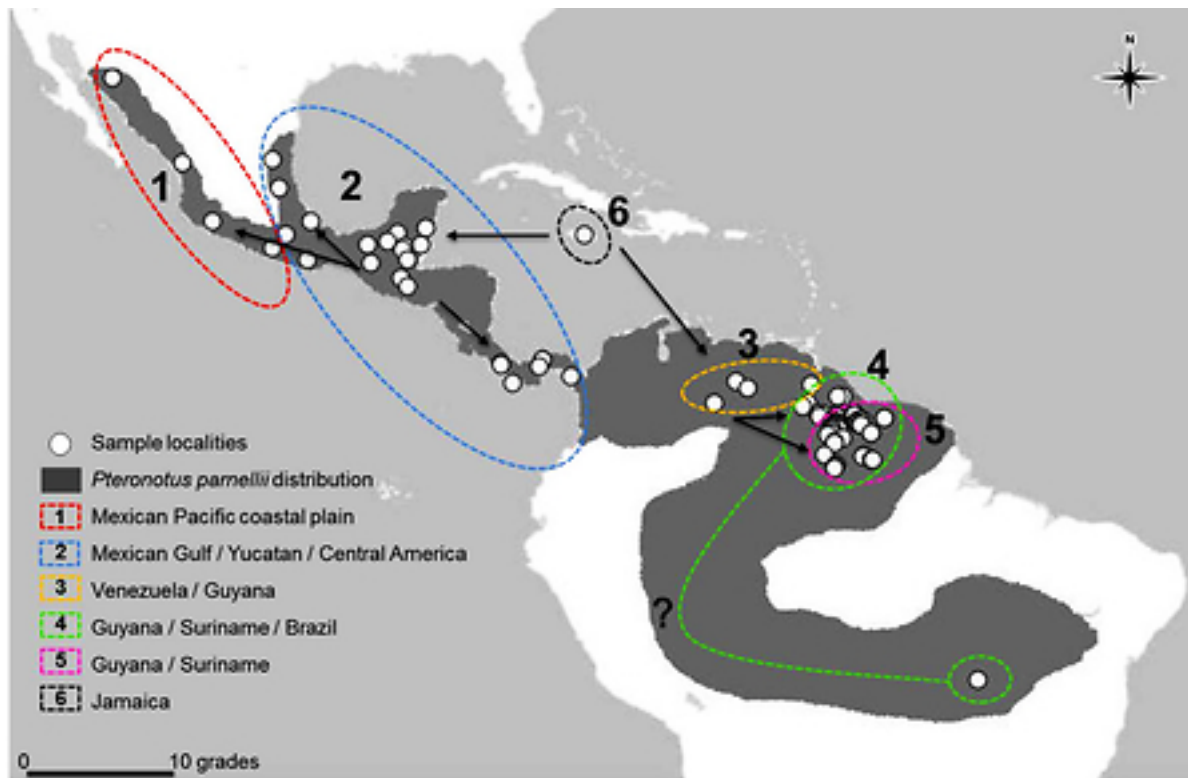 N
1
2
6
3
4
5
?
Sample localities
Pteronotus parnellii distribution
1 Mexican Pacific coastal plain
2 Mexican Gulf / Yucatan / Central America
3 Venezuela / Guyana
4 Guyana / Suriname / Brazil
5 Guyana / Suriname
6 Jamaica
0 10 grades